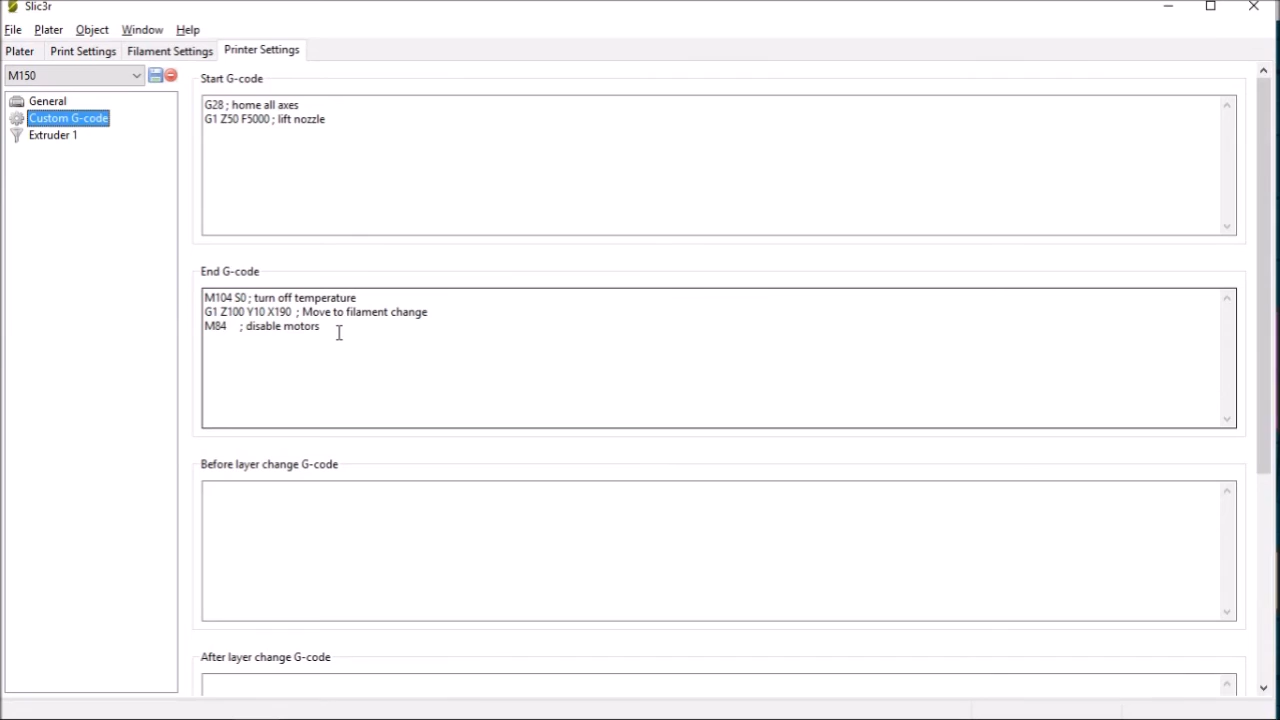 Slic3r
File Plater Object Window Help
Plater Print Settings Filament Settings Printer Settings
M150
General
Custom G-code
Extruder 1
Start G-code
G28 ; home all axes
G1 Z50 F5000 ; lift nozzle
End G-code
M104 S0 ; turn off temperature
G1 Z100 Y10 X190 ; Move to filament change
M84 ; disable motors
Before layer change G-code
After layer change G-code